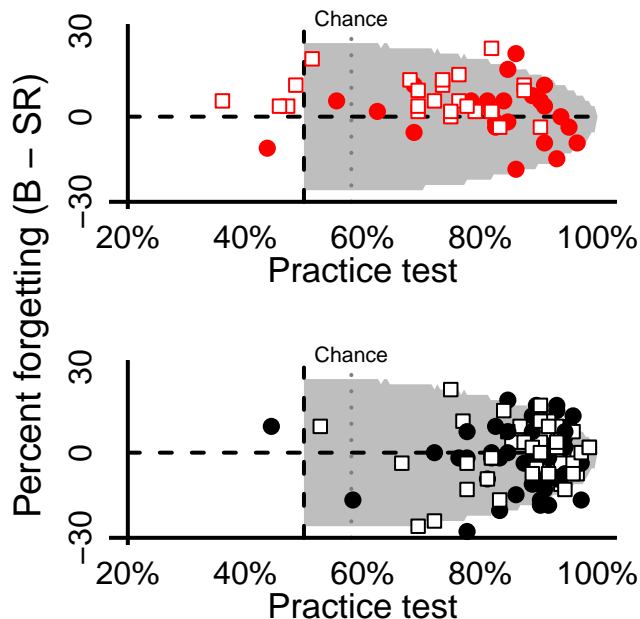 Percent forgetting (B − SR)
Chance
30
0
−30
20% 40% 60% 80% 100%
Practice test
Chance
30
0
−30
20% 40% 60% 80% 100%
Practice test